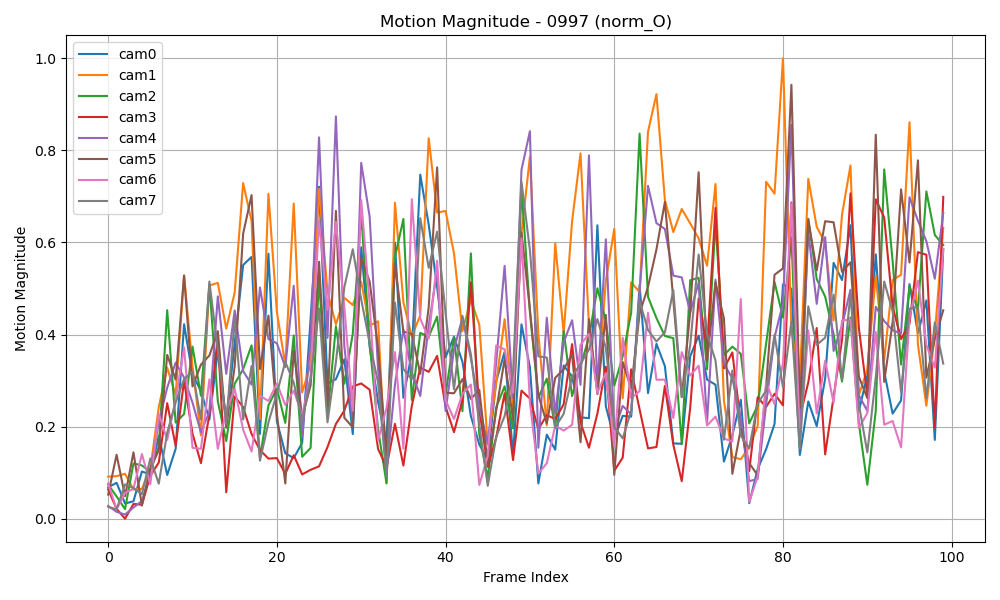 Motion Magnitude - 0997 (norm_O)
cam0
cam1
cam2
cam3
cam4
cam5
cam6
cam7
Motion Magnitude
1.0
0.8
0.6
0.4
0.2
0.0
0
20
40
60
80
100
Frame Index